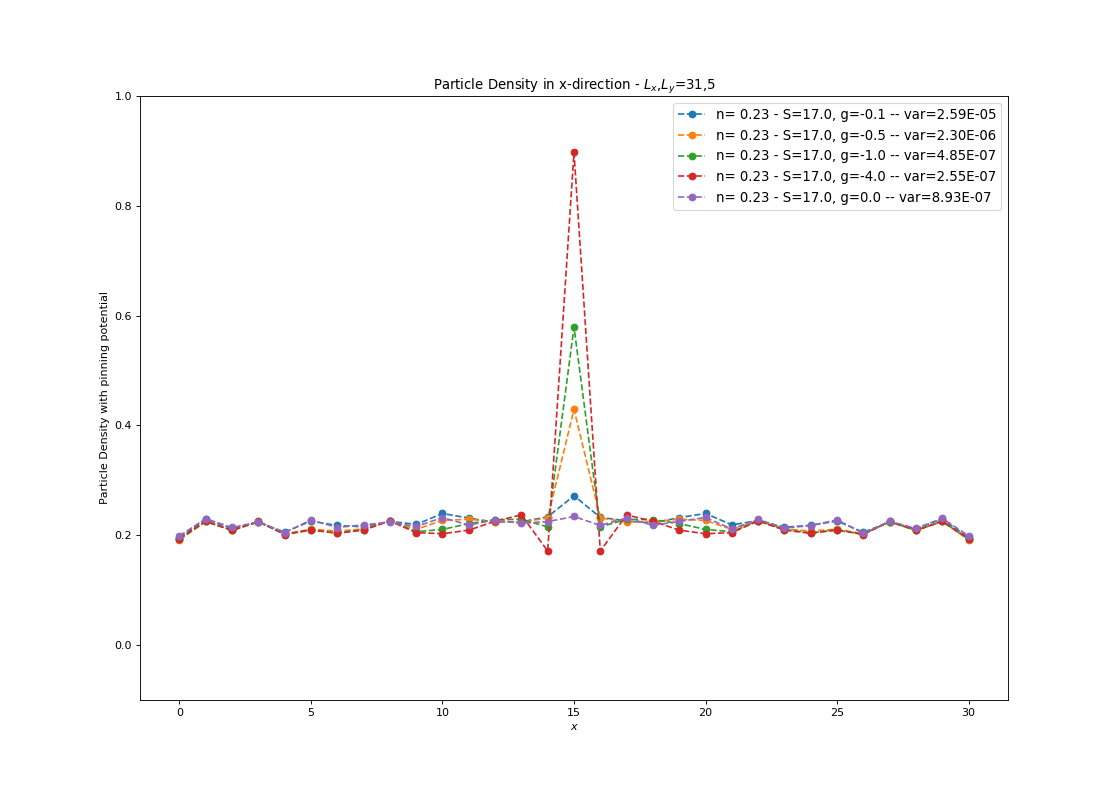 Particle Density in x-direction - $L_x$,$L_y$=31,5
n= 0.23 - S=17.0, g=-0.1 -- var=2.59E-05
n= 0.23 - S=17.0, g=-0.5 -- var=2.30E-06
n= 0.23 - S=17.0, g=-1.0 -- var=4.85E-07
n= 0.23 - S=17.0, g=-4.0 -- var=2.55E-07
n= 0.23 - S=17.0, g=0.0 -- var=8.93E-07
Particle Density with pinning potential
1.0
0.8
0.6
0.4
0.2
0.0
0 5 10 15 20 25 30
x